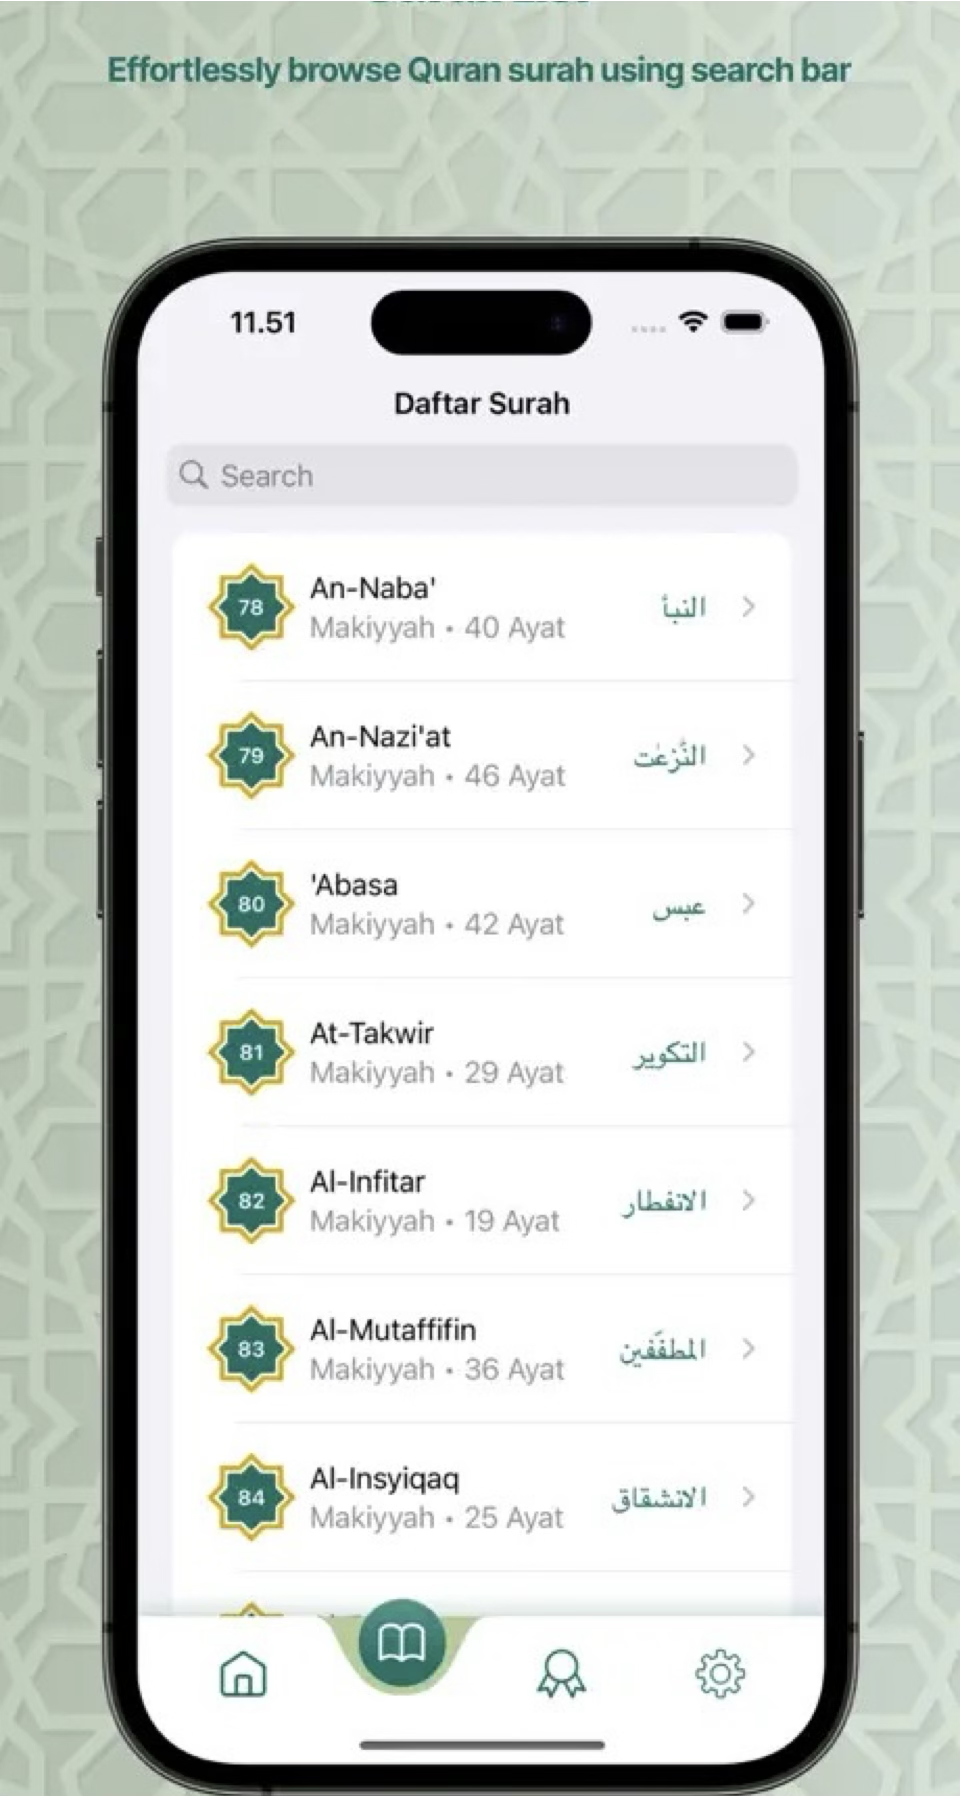 Effortlessly browse Quran surah using search bar
11.51
Daftar Surah
Search
78
An-Naba'
Makiyyah • 40 Ayat
النبأ
79
An-Nazi'at
Makiyyah • 46 Ayat
النّٰزعٰت
80
'Abasa
Makiyyah • 42 Ayat
عبس
81
At-Takwir
Makiyyah • 29 Ayat
التكوير
82
Al-Infitar
Makiyyah • 19 Ayat
الانفطار
83
Al-Mutaffifin
Makiyyah • 36 Ayat
المطفّفين
84
Al-Insyiqaq
Makiyyah • 25 Ayat
الانشقاق